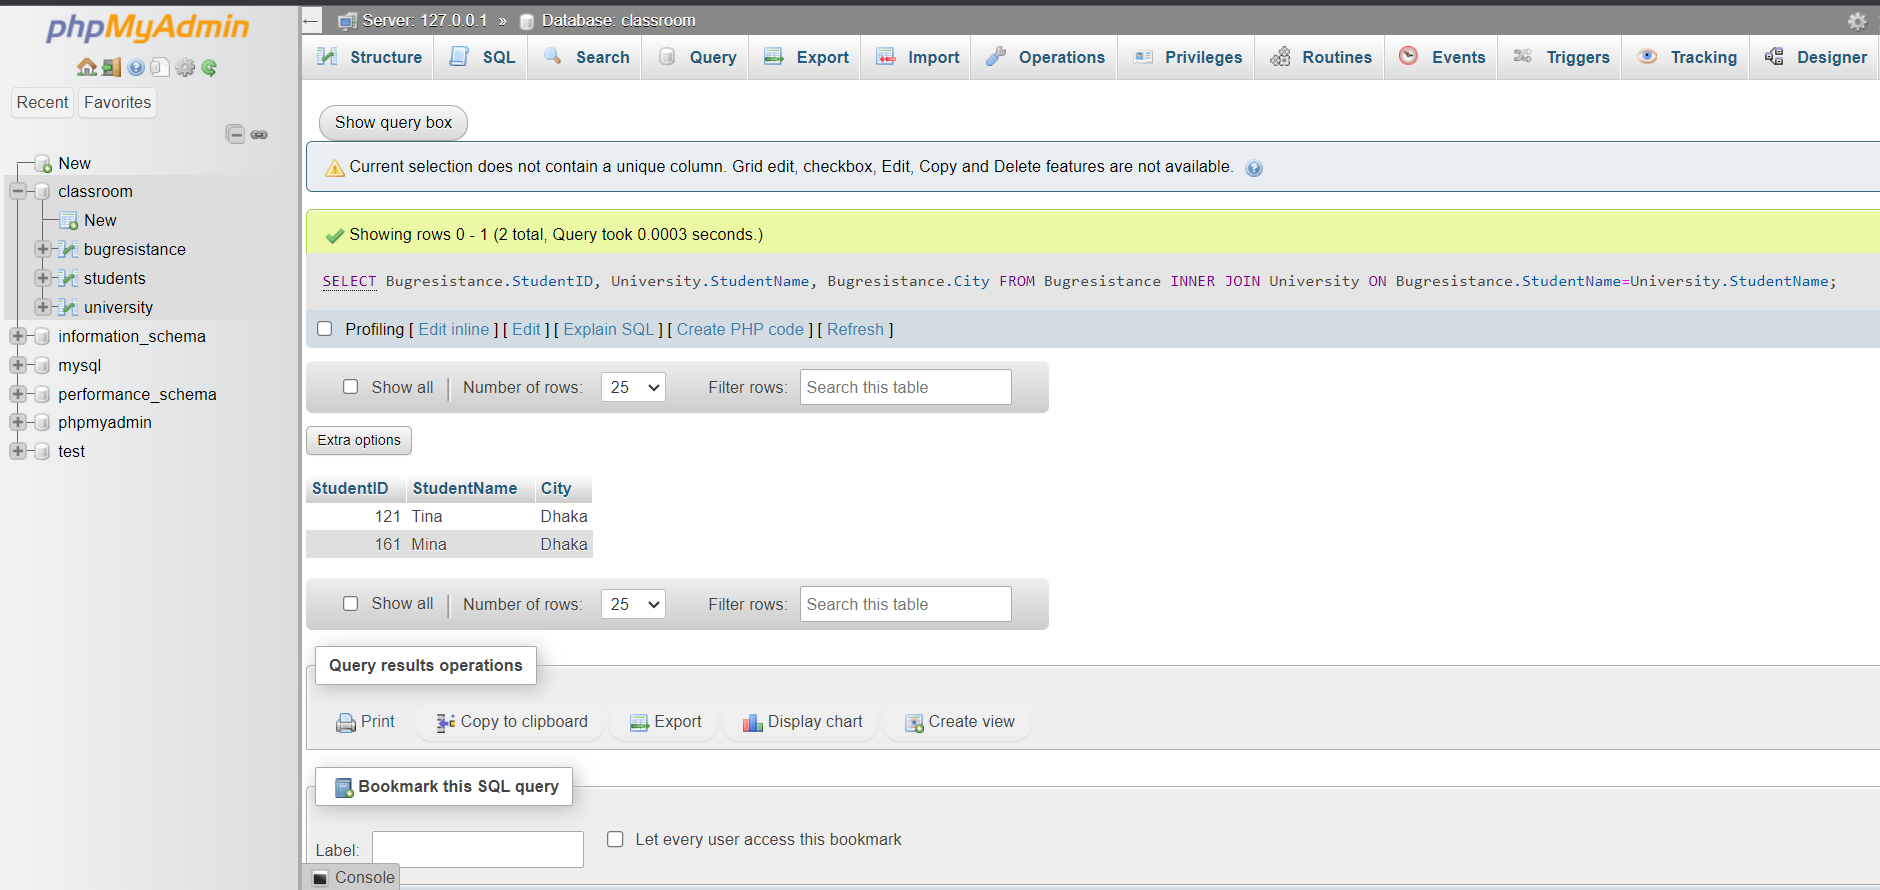 phpMyAdmin
Recent Favorites
New
classroom
New
bugresistance
students
university
information_schema
mysql
performance_schema
phpmyadmin
test
Server: 127.0.0.1 » Database: classroom
Structure SQL Search Query Export Import Operations Privileges Routines Events Triggers Tracking Designer
Show query box
Current selection does not contain a unique column. Grid edit, checkbox, Edit, Copy and Delete features are not available.
Showing rows 0 - 1 (2 total, Query took 0.0003 seconds.)
SELECT Bugresistance.StudentID, University.StudentName, Bugresistance.City FROM Bugresistance INNER JOIN University ON Bugresistance.StudentName=University.StudentName;
Profiling [ Edit inline ] [ Edit ] [ Explain SQL ] [ Create PHP code ] [ Refresh ]
Show all Number of rows: 25 Filter rows: Search this table
Extra options
StudentID StudentName City
121 Tina Dhaka
161 Mina Dhaka
Show all Number of rows: 25 Filter rows: Search this table
Query results operations
Print Copy to clipboard Export Display chart Create view
Bookmark this SQL query
Label: Let every user access this bookmark
Console